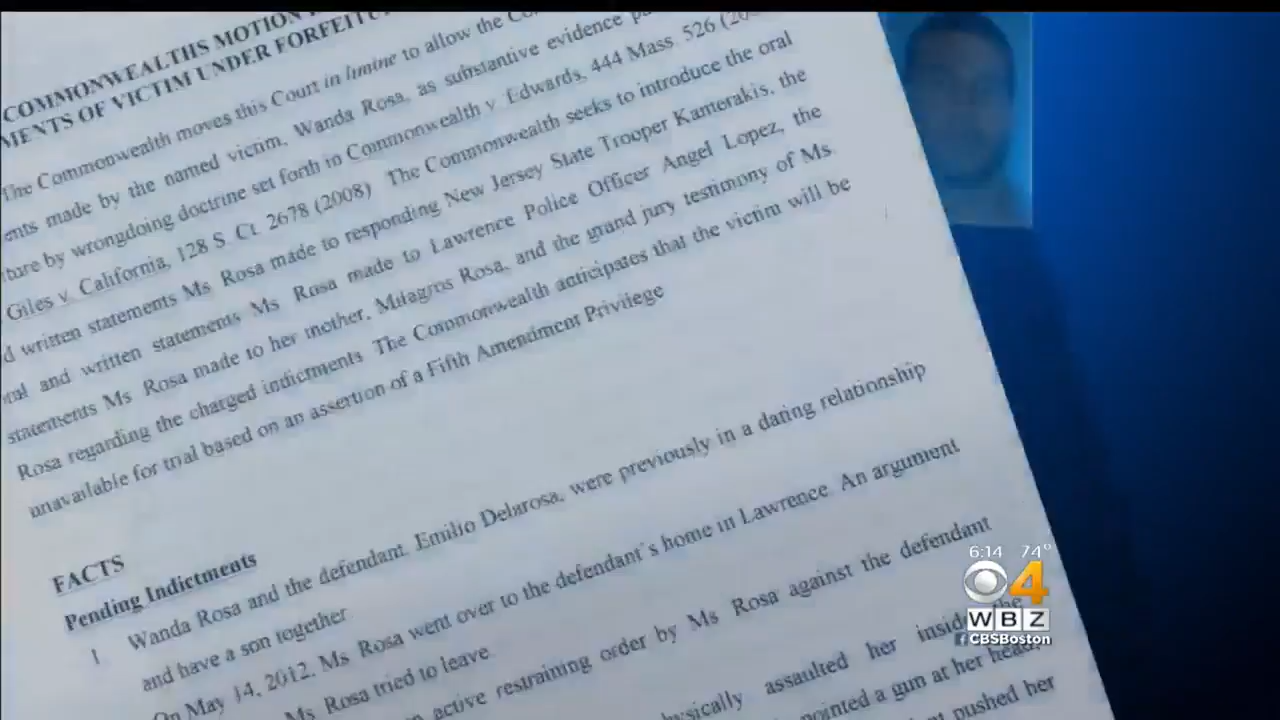 COMMONWEALTHS MOTION
MENTS OF VICTIM UNDER
The Commonwealth moves this Court in limine to allow the
ents made by the named victim, Wanda Rosa, as substantive evidence
ture by wrongdoing doctrine set forth in Commonwealth v Edwards, 444 Mass. 526
Giles v. California, 128 S. Ct. 2678 (2008) The Commonwealth seeks to introduce the oral
d written statements Ms. Rosa made to responding New Jersey State Trooper Kamerakis, the
and written statements Ms. Rosa made to Lawrence Police Officer Angel Lopez, the
statements Ms. Rosa made to her mother, Milagros Rosa, and the grand jury testimony of Ms.
Rosa regarding the charged indictments The Commonwealth anticipates that the victim will be
unavailable for trial based on an assertion of a Fifth Amendment Privilege
FACTS
Pending Indictments
1 Wanda Rosa and the defendant, Emilio Delarosa, were previously in a dating relationship
and have a son together
On May 14, 2012, Ms. Rosa went over to the defendant's home in Lawrence. An argument
Ms. Rosa tried to leave
active restraining order by Ms. Rosa against the defendant
assaulted her inside the
pointed a gun at her head,
pushed her
6:14 74°
4
WBZ
f CBSBoston